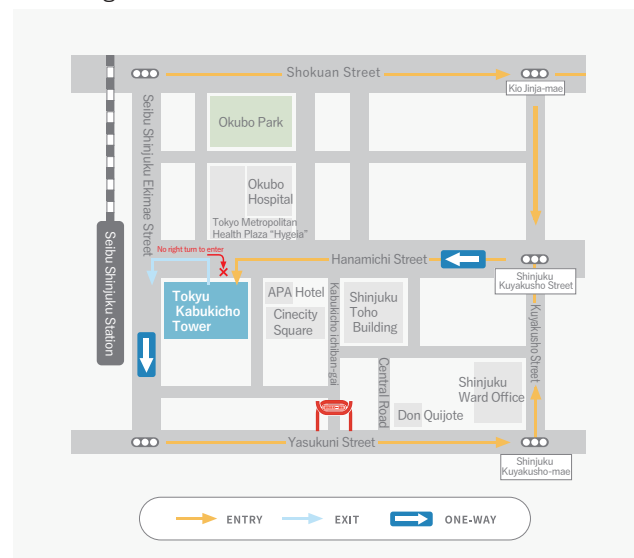 Shokuan Street
Kio Jinja-mae
Seibu Shinjuku Ekimae Street
Okubo Park
Okubo
Hospital
Tokyo Metropolitan
Health Plaza "Hygeia"
Seibu Shinjuku Station
No right turn to enter
Hanamichi Street
Shinjuku
Kuyakusho Street
Tokyu
Kabukicho
Tower
APA Hotel
Cinecity
Square
Kabukicho ichiban-gai
Shinjuku
Toho
Building
Kuyakusho Street
Central Road
Shinjuku
Ward Office
Don Quijote
Yasukuni Street
Shinjuku
Kuyakusho-mae
ENTRY
EXIT
ONE-WAY